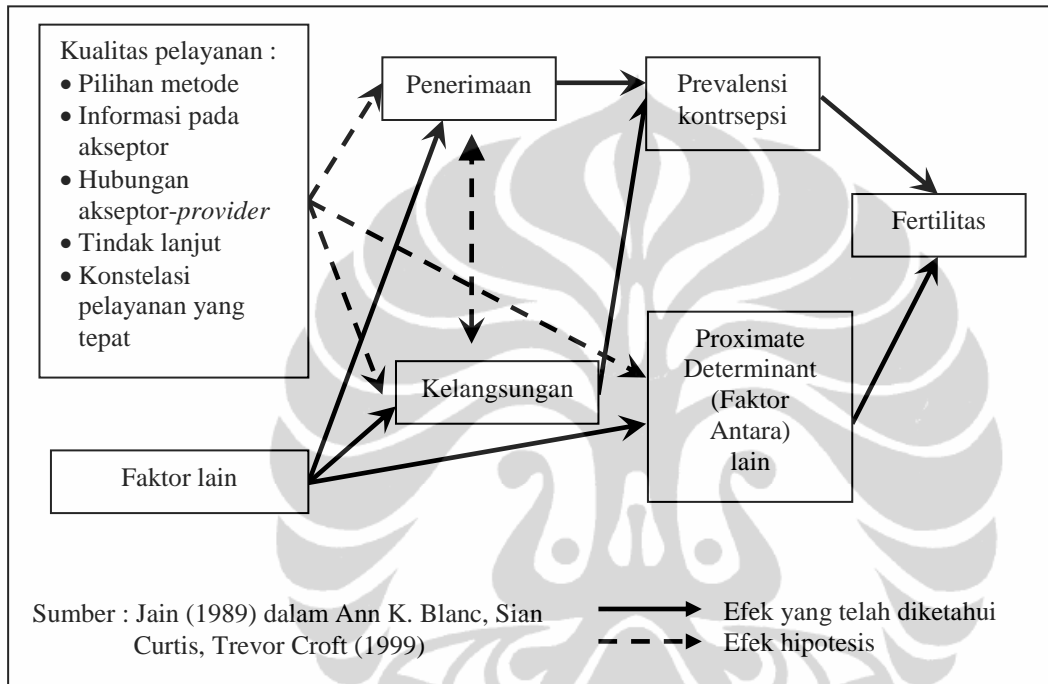 Kualitas pelayanan :
• Pilihan metode
• Informasi pada
akseptor
• Hubungan
akseptor-provider
• Tindak lanjut
• Konstelasi
pelayanan yang
tepat
Penerimaan
Prevalensi
kontrsepsi
Fertilitas
Kelangsungan
Proximate
Determinant
(Faktor
Antara)
lain
Faktor lain
Sumber : Jain (1989) dalam Ann K. Blanc, Sian
Curtis, Trevor Croft (1999)
Efek yang telah diketahui
Efek hipotesis